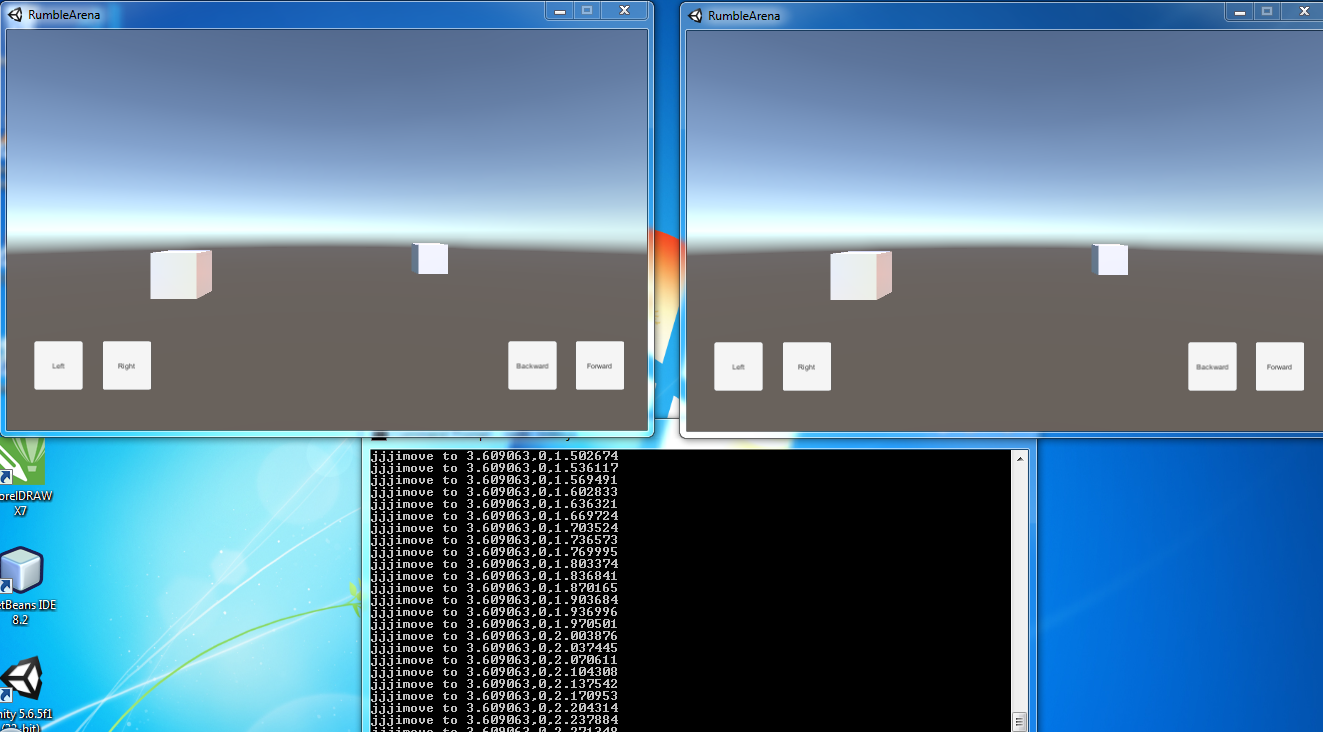 RumbleArena
RumbleArena
Left
Right
Backward
Forward
Left
Right
Backward
Forward
orelDRAW
X7
etBeans IDE
8.2
nity 5.6.5f1
jjjimove to 3.609063,0,1.502674
jjjimove to 3.609063,0,1.536117
jjjimove to 3.609063,0,1.569491
jjjimove to 3.609063,0,1.602833
jjjimove to 3.609063,0,1.636321
jjjimove to 3.609063,0,1.669724
jjjimove to 3.609063,0,1.703524
jjjimove to 3.609063,0,1.736573
jjjimove to 3.609063,0,1.769995
jjjimove to 3.609063,0,1.803374
jjjimove to 3.609063,0,1.836841
jjjimove to 3.609063,0,1.870165
jjjimove to 3.609063,0,1.903684
jjjimove to 3.609063,0,1.936996
jjjimove to 3.609063,0,1.970501
jjjimove to 3.609063,0,2.003876
jjjimove to 3.609063,0,2.037445
jjjimove to 3.609063,0,2.070611
jjjimove to 3.609063,0,2.104308
jjjimove to 3.609063,0,2.137542
jjjimove to 3.609063,0,2.170953
jjjimove to 3.609063,0,2.204314
jjjimove to 3.609063,0,2.237884